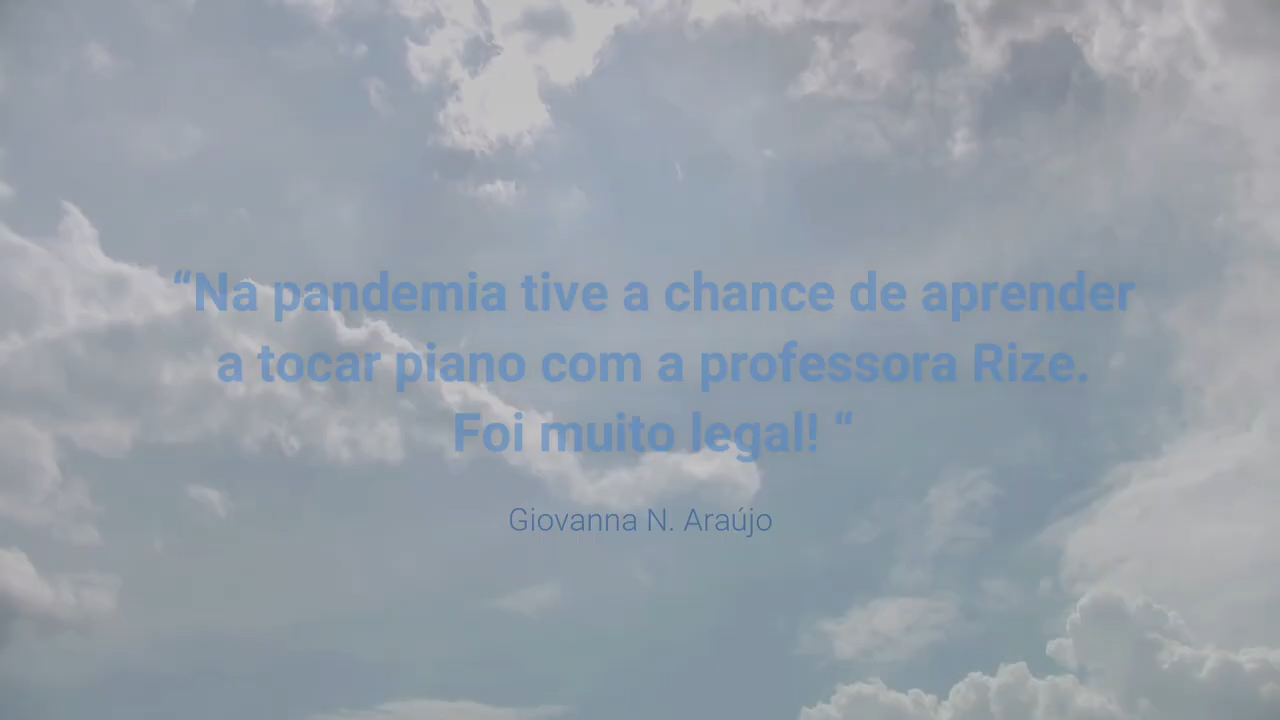 “Na pandemia tive a chance de aprender
a tocar piano com a professora Rize.
Foi muito legal! “
Giovanna N. Araújo